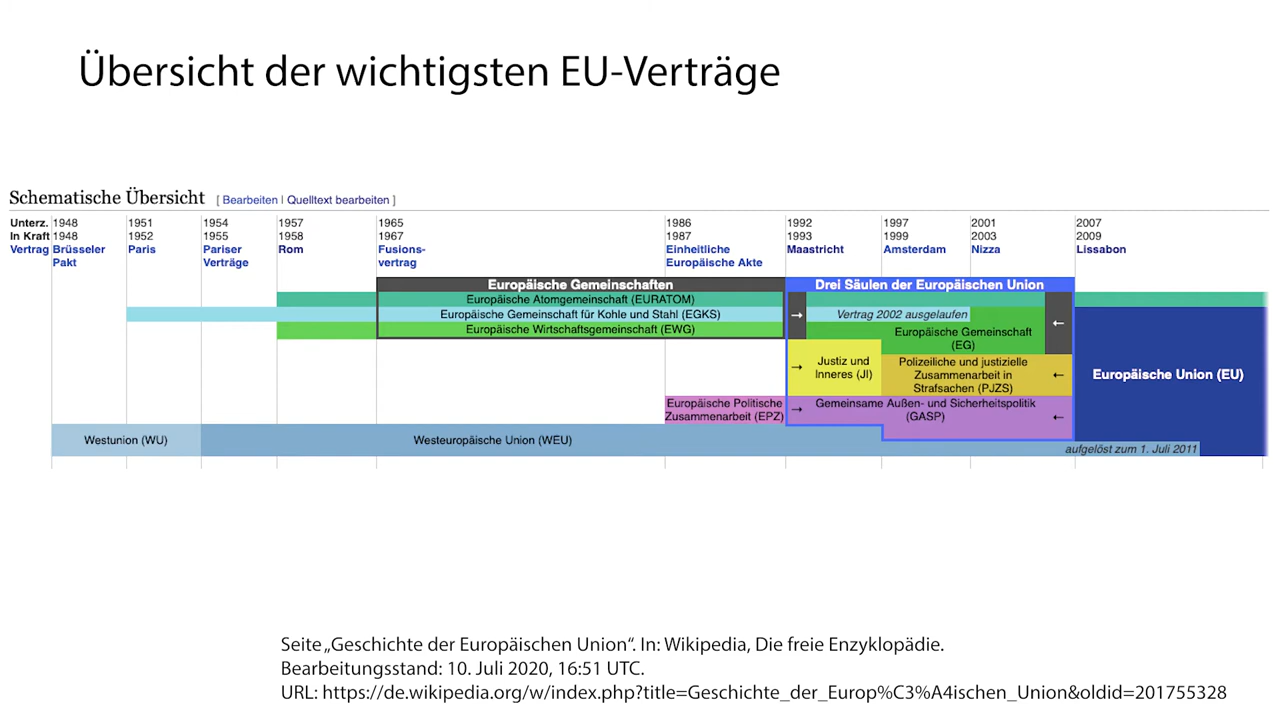 Übersicht der wichtigsten EU-Verträge
Schematische Übersicht [ Bearbeiten | Quelltext bearbeiten ]
Unterz. 1948 1951 1954 1957 1965 1986 1992 1997 2001 2007
In Kraft 1948 1952 1955 1958 1967 1987 1993 1999 2003 2009
Vertrag Brüsseler Paris Pariser Rom Fusions- Einheitliche Maastricht Amsterdam Nizza Lissabon
Pakt Verträge vertrag Europäische Akte
Europäische Gemeinschaften Drei Säulen der Europäischen Union
Europäische Atomgemeinschaft (EURATOM)
Europäische Gemeinschaft für Kohle und Stahl (EGKS) → Vertrag 2002 ausgelaufen ←
Europäische Wirtschaftsgemeinschaft (EWG) Europäische Gemeinschaft
(EG)
→ Justiz und Polizeiliche und justizielle
Inneres (JI) Zusammenarbeit in ← Europäische Union (EU)
Strafsachen (PJZS)
Europäische Politische → Gemeinsame Außen- und Sicherheitspolitik
Zusammenarbeit (EPZ) (GASP) ←
Westunion (WU) Westeuropäische Union (WEU)
aufgelöst zum 1. Juli 2011
Seite „Geschichte der Europäischen Union“. In: Wikipedia, Die freie Enzyklopädie.
Bearbeitungsstand: 10. Juli 2020, 16:51 UTC.
URL: https://de.wikipedia.org/w/index.php?title=Geschichte_der_Europ%C3%A4ischen_Union&oldid=201755328